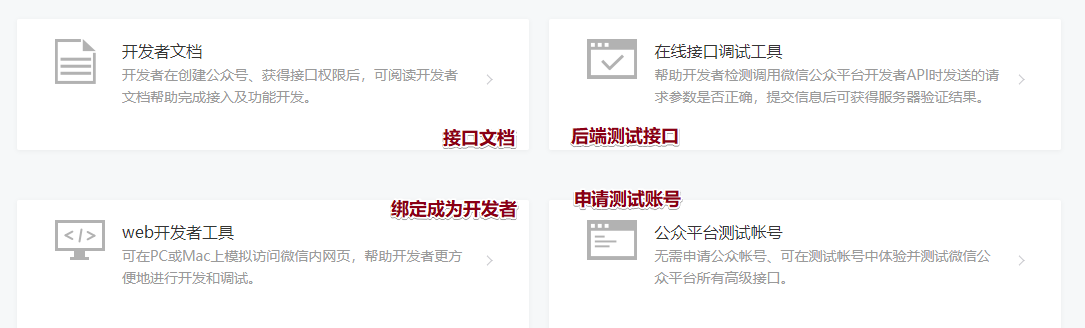 开发者文档
开发者在创建公众号、获得接口权限后，可阅读开发者
文档帮助完成接入及功能开发。
接口文档
在线接口调试工具
帮助开发者检测调用微信公众平台开发者API时发送的请
求参数是否正确，提交信息后可获得服务器验证结果。
后端测试接口
绑定成为开发者
web开发者工具
可在PC或Mac上模拟访问微信内网页，帮助开发者更方
便地进行开发和调试。
申请测试账号
公众平台测试帐号
无需申请公众帐号、可在测试帐号中体验并测试微信公
众平台所有高级接口。